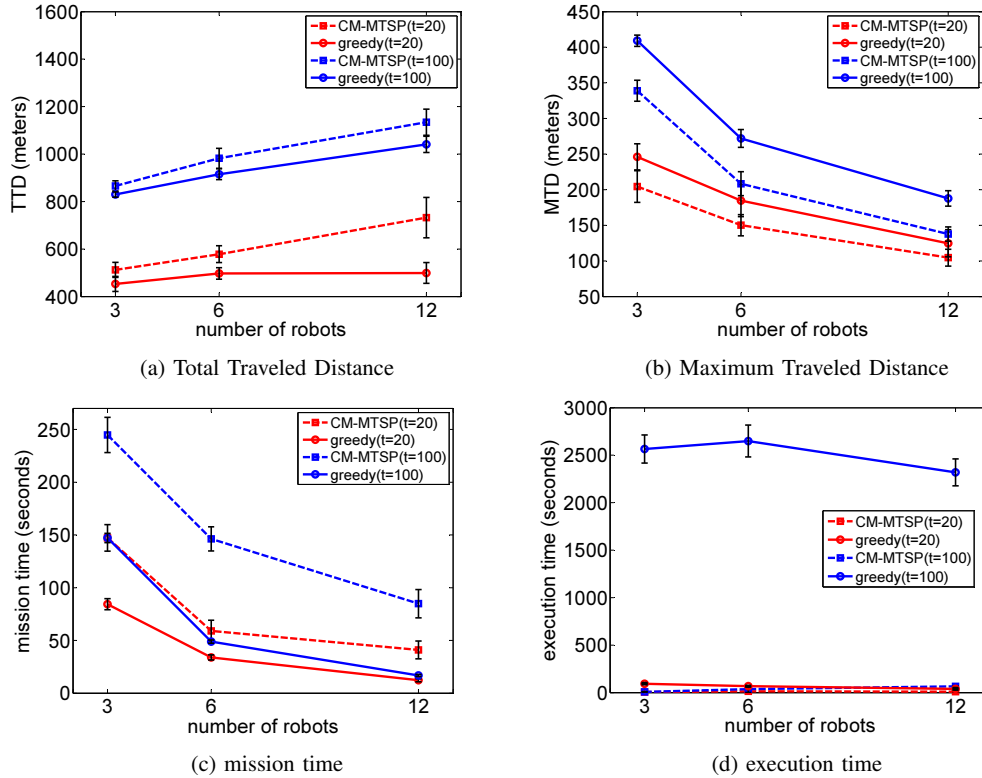 1600
1400
1200
1000
800
600
400
TTD (meters)
CM-MTSP(t=20)
greedy(t=20)
CM-MTSP(t=100)
greedy(t=100)
3 6 12
number of robots
(a) Total Traveled Distance
450
400
350
300
250
200
150
100
50
MTD (meters)
CM-MTSP(t=20)
greedy(t=20)
CM-MTSP(t=100)
greedy(t=100)
3 6 12
number of robots
(b) Maximum Traveled Distance
250
200
150
100
50
0
mission time (seconds)
CM-MTSP(t=20)
greedy(t=20)
CM-MTSP(t=100)
greedy(t=100)
3 6 12
number of robots
(c) mission time
3000
2500
2000
1500
1000
500
0
execution time (seconds)
CM-MTSP(t=20)
greedy(t=20)
CM-MTSP(t=100)
greedy(t=100)
3 6 12
number of robots
(d) execution time